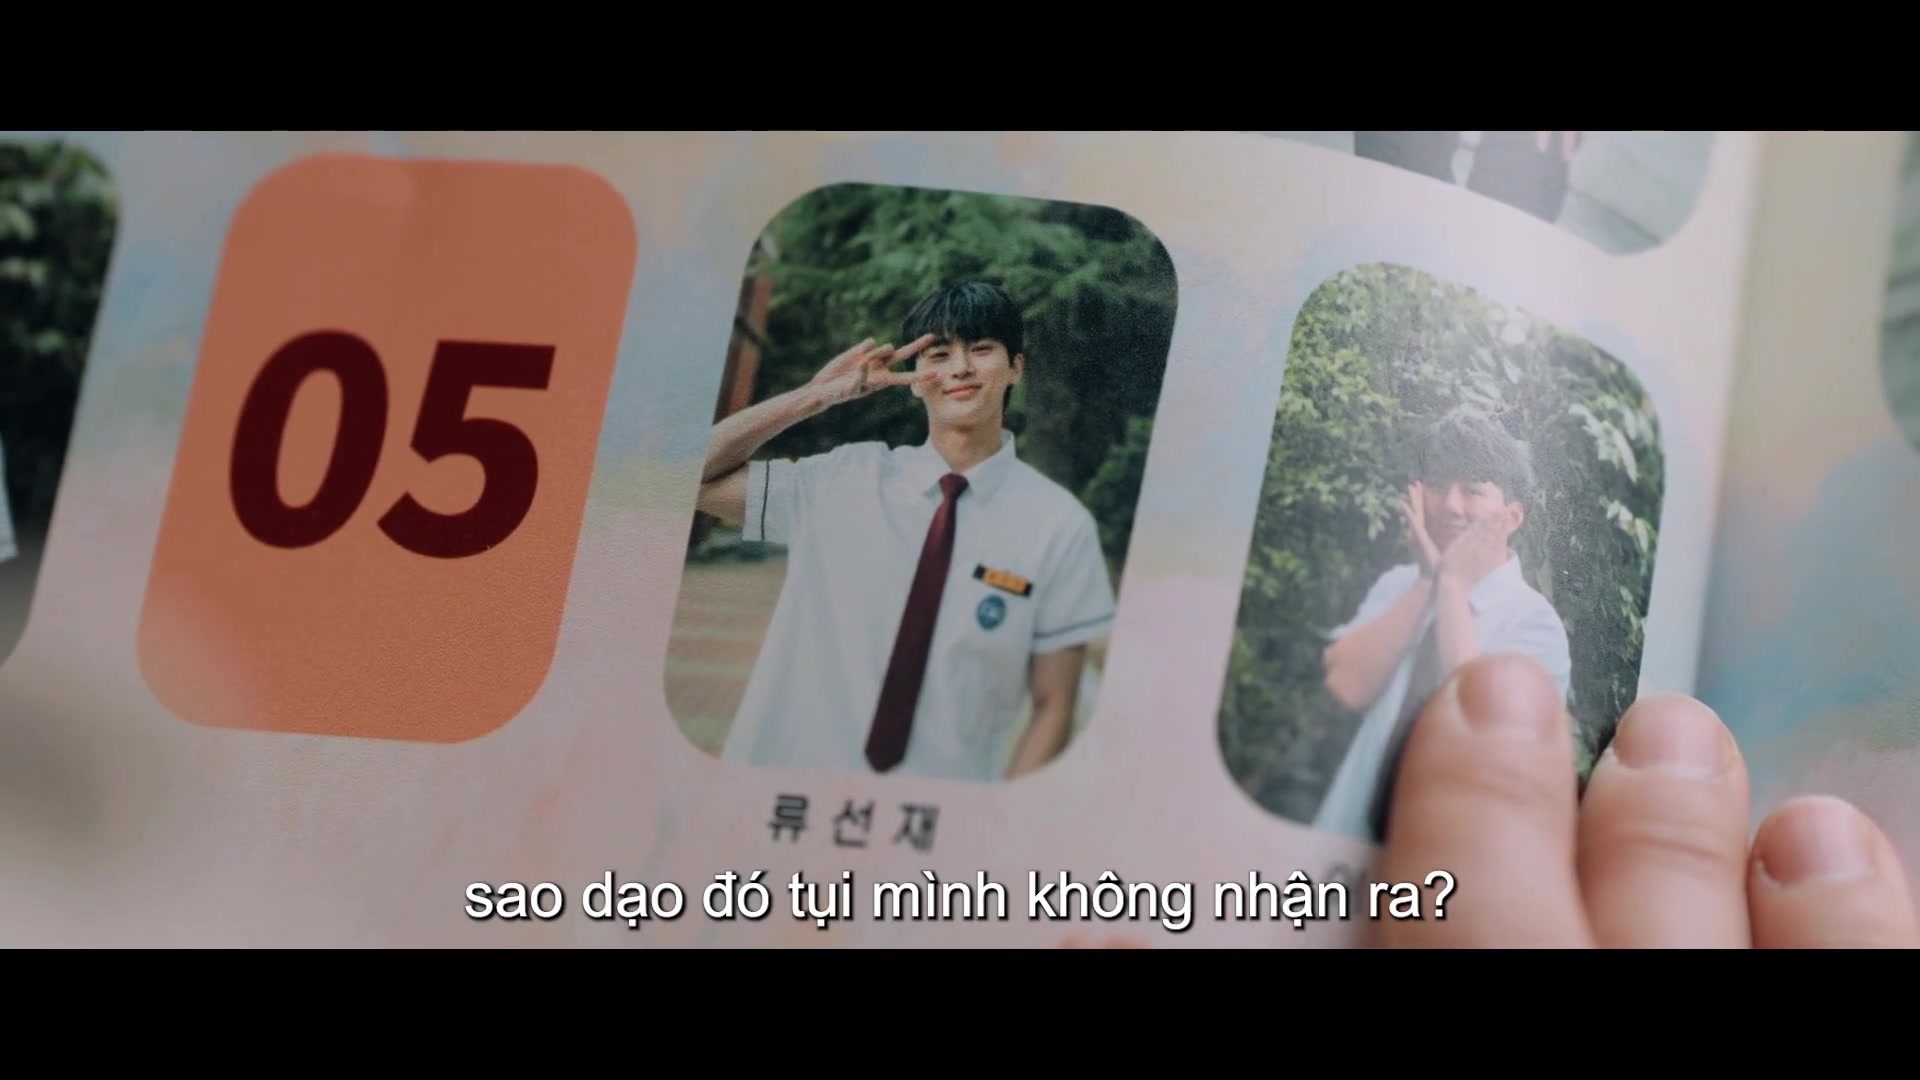 05
류선재
sao dạo đó tụi mình không nhận ra?